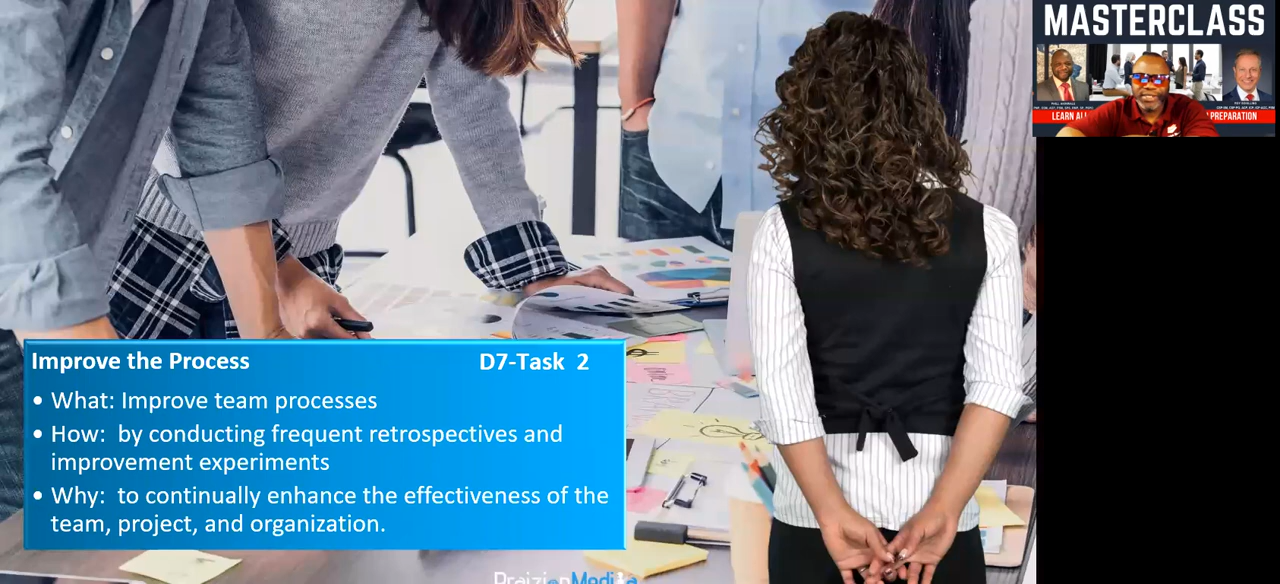 MASTERCLASS
LEARN AL
PREPARATION
Improve the Process D7-Task 2
• What: Improve team processes
• How: by conducting frequent retrospectives and
improvement experiments
• Why: to continually enhance the effectiveness of the
team, project, and organization.
PraizionMedia